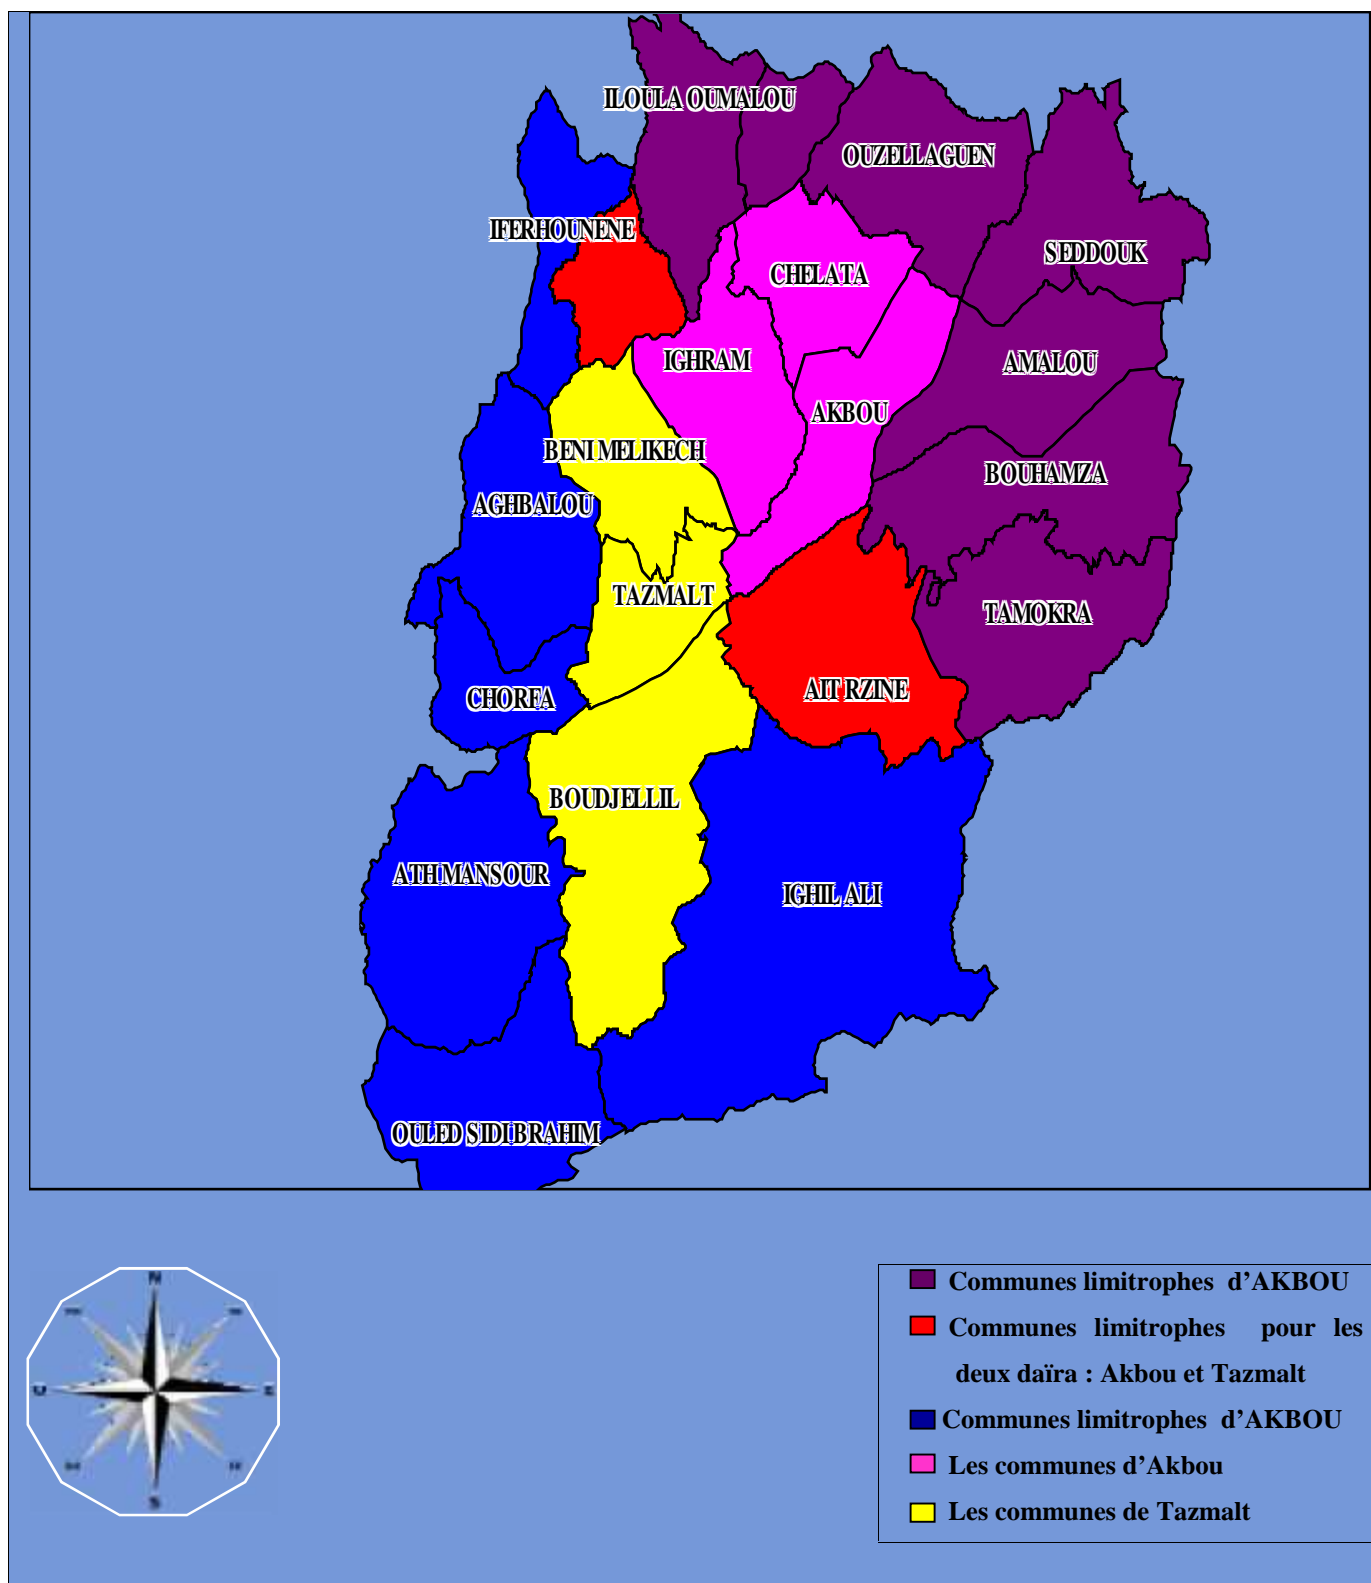 ILOULA OUMALOU
OUZELLAGUEN
IFERHOUNENE
SEDDOUK
CHELATA
IGHRAM
AMALOU
AKBOU
BENI MELIKECH
BOUHAMZA
AGHBALOU
TAZMALT
TAMOKRA
AIT RZINE
CHORFA
BOUDJELLIL
ATH MANSOUR
IGHIL ALI
OULED SIDI BRAHIM
N
S
Communes limitrophes d’AKBOU
Communes limitrophes pour les
deux daïra : Akbou et Tazmalt
Communes limitrophes d’AKBOU
Les communes d’Akbou
Les communes de Tazmalt